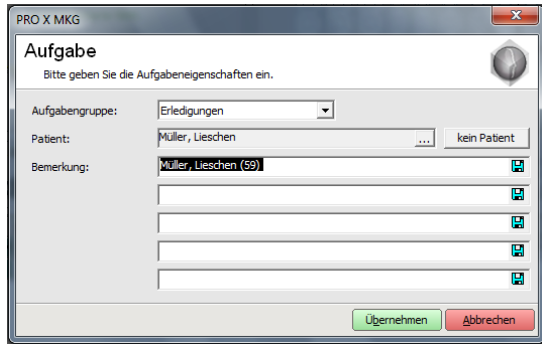 PRO X MKG
Aufgabe
Bitte geben Sie die Aufgabeneigenschaften ein.
Aufgabengruppe: Erledigungen
Patient: Müller, Lieschen ... kein Patient
Bemerkung: Müller, Lieschen (59)
Übernehmen Abbrechen